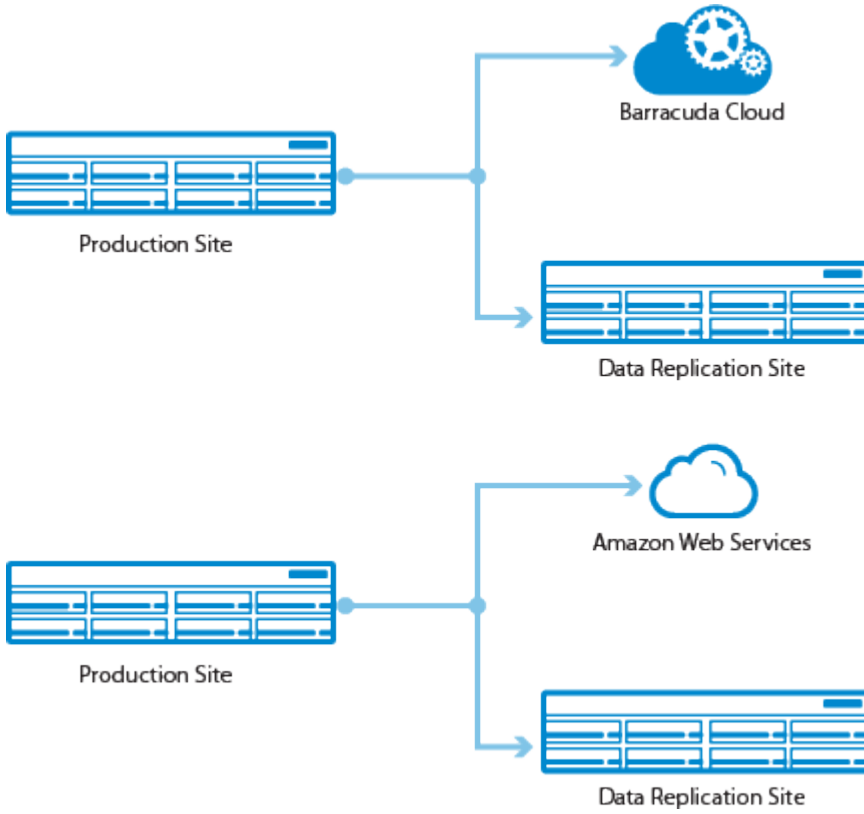 Barracuda Cloud
Production Site
Data Replication Site
Amazon Web Services
Production Site
Data Replication Site